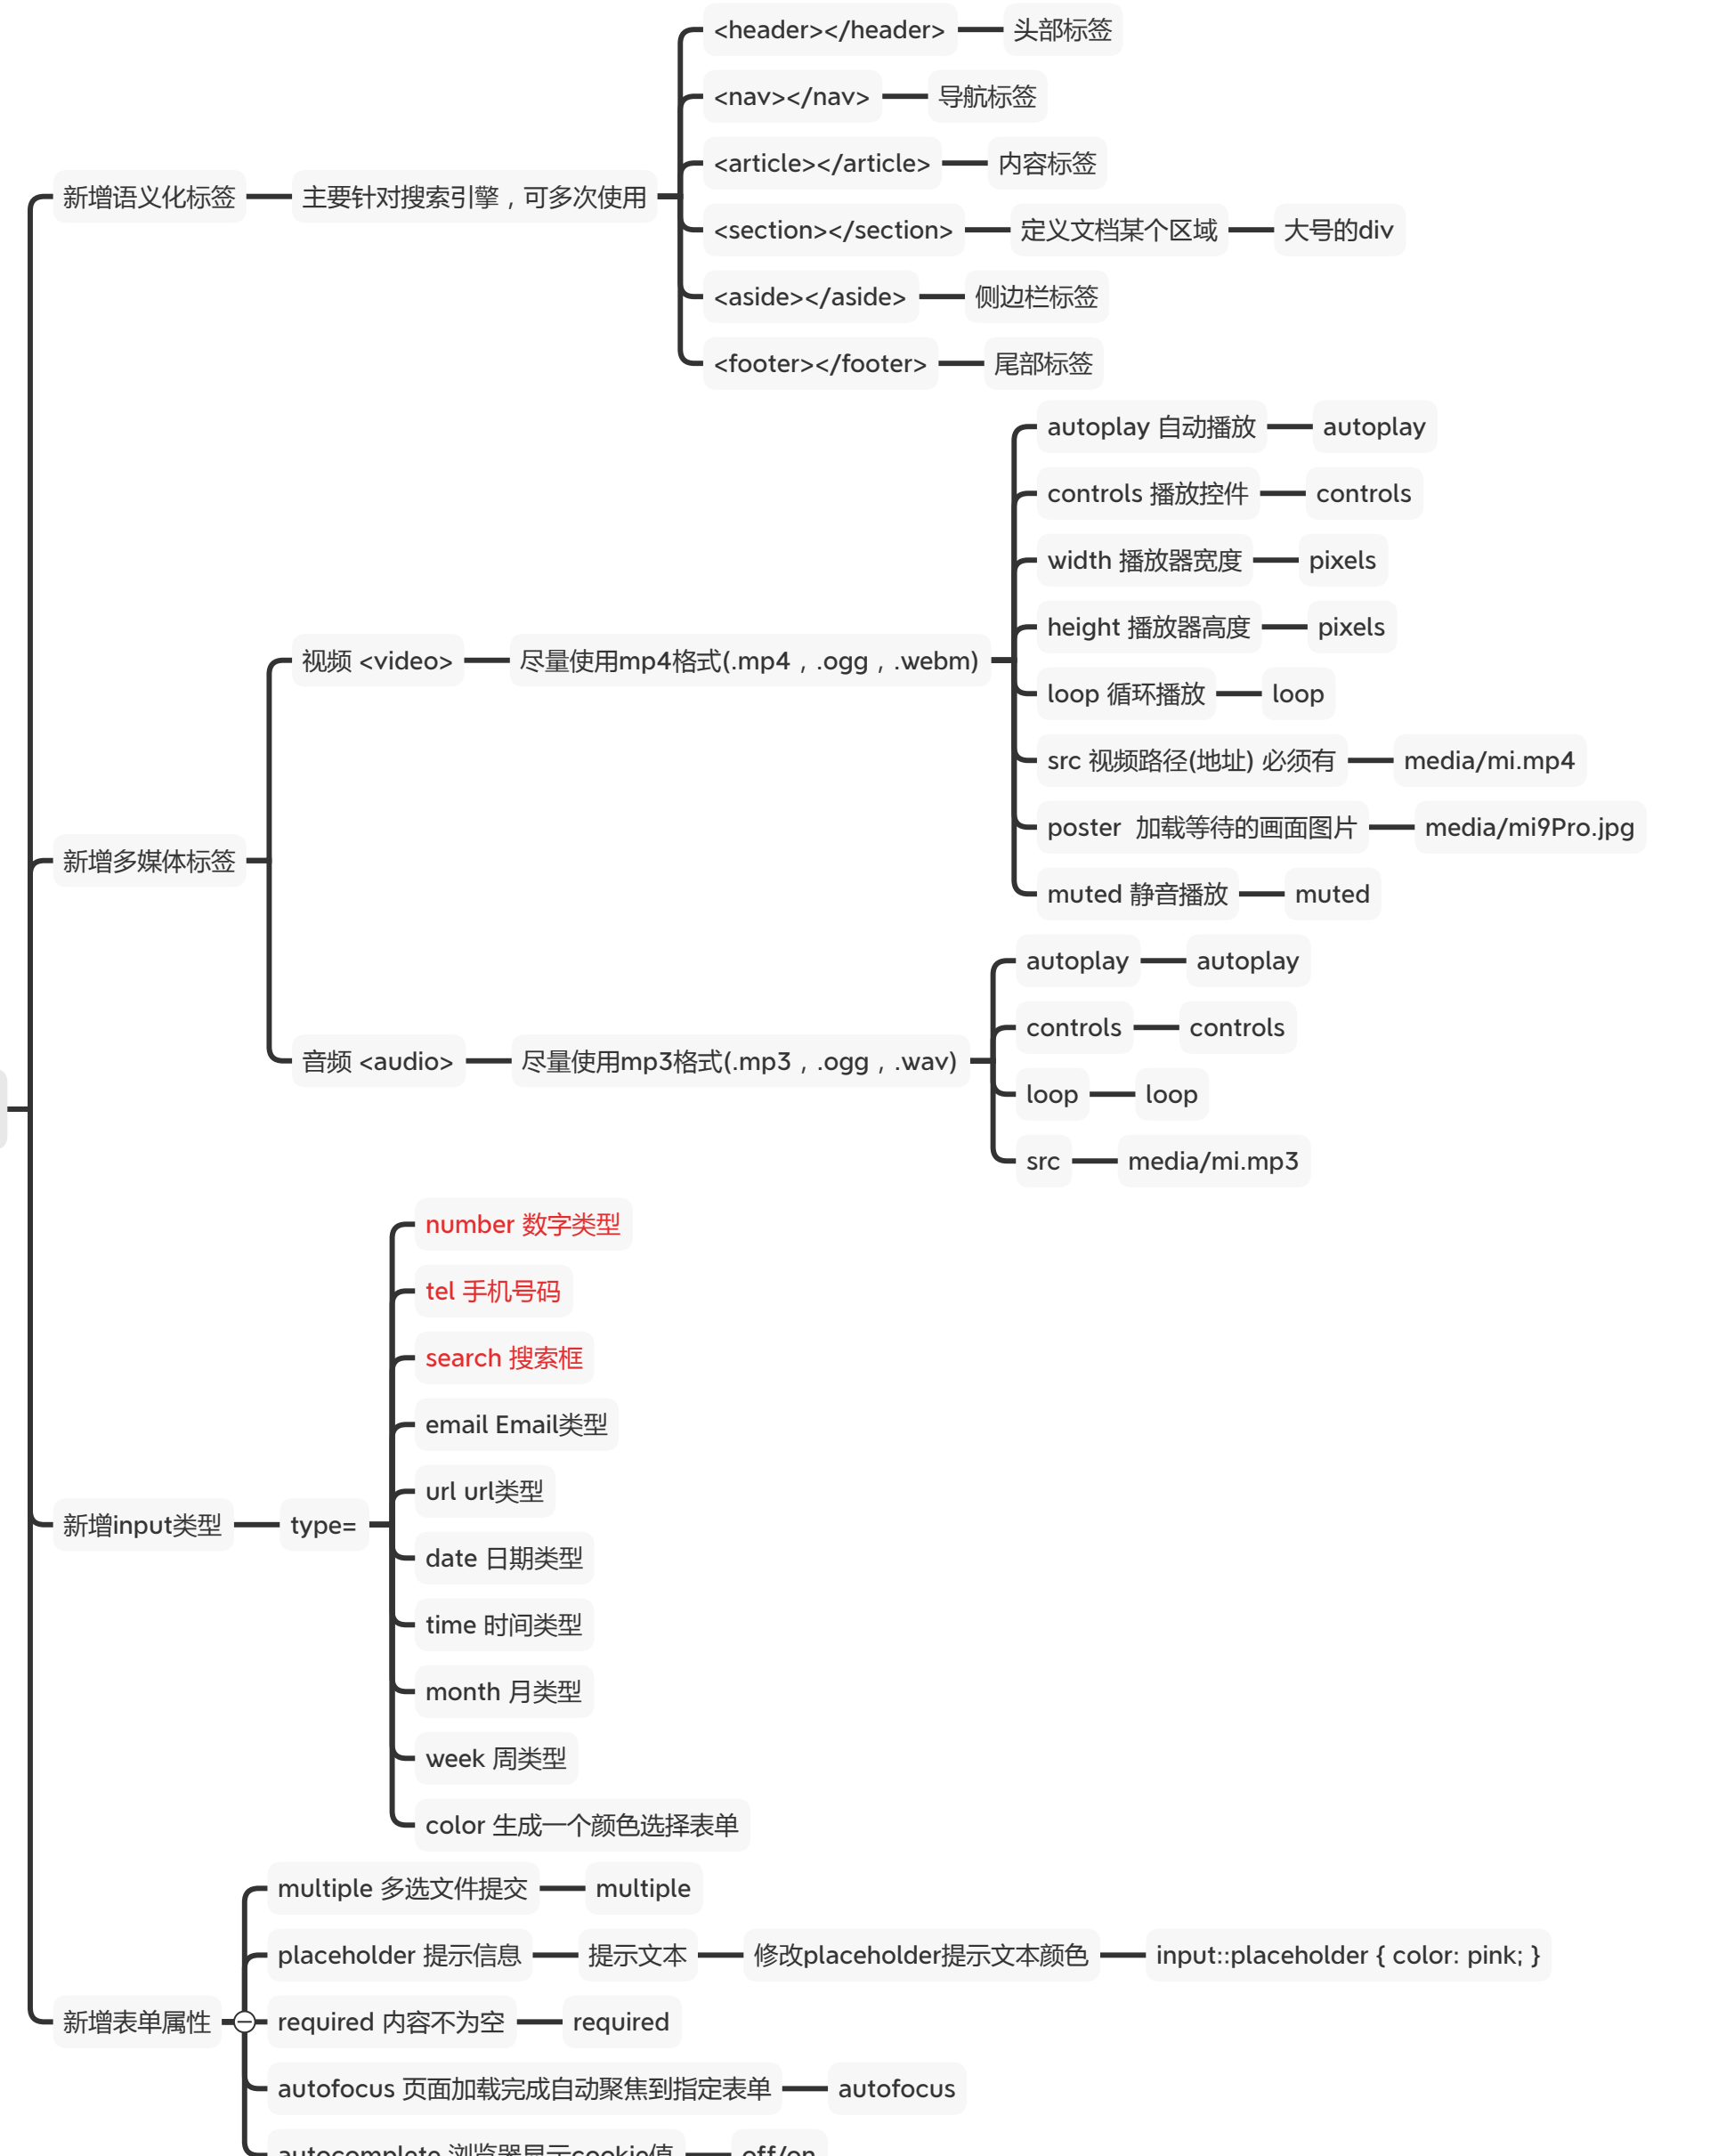 新增语义化标签
主要针对搜索引擎，可多次使用
<header></header>
头部标签
<nav></nav>
导航标签
<article></article>
内容标签
<section></section>
定义文档某个区域
大号的div
<aside></aside>
侧边栏标签
<footer></footer>
尾部标签
新增多媒体标签
视频 <video>
尽量使用mp4格式(.mp4，.ogg，.webm)
autoplay 自动播放
autoplay
controls 播放控件
controls
width 播放器宽度
pixels
height 播放器高度
pixels
loop 循环播放
loop
src 视频路径(地址) 必须有
media/mi.mp4
poster  加载等待的画面图片
media/mi9Pro.jpg
muted 静音播放
muted
音频 <audio>
尽量使用mp3格式(.mp3，.ogg，.wav)
autoplay
autoplay
controls
controls
loop
loop
src
media/mi.mp3
新增input类型
type=
number 数字类型
tel 手机号码
search 搜索框
email Email类型
url url类型
date 日期类型
time 时间类型
month 月类型
week 周类型
color 生成一个颜色选择表单
新增表单属性
multiple 多选文件提交
multiple
placeholder 提示信息
提示文本
修改placeholder提示文本颜色
input::placeholder { color: pink; }
required 内容不为空
required
autofocus 页面加载完成自动聚焦到指定表单
autofocus
autocomplete 浏览器显示cookie值
off/on